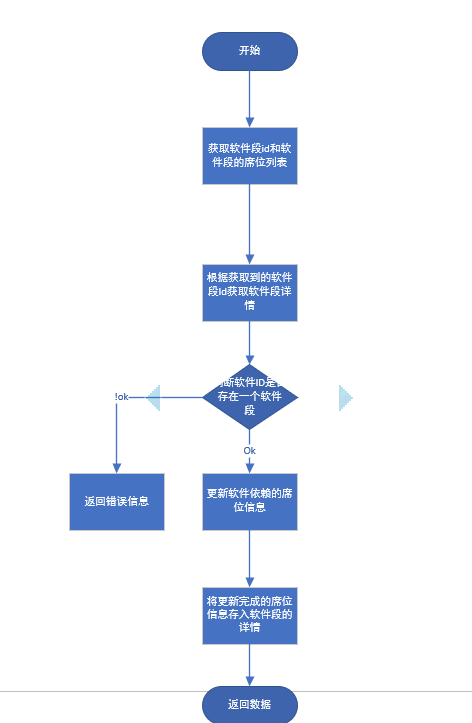 开始
获取软件段id和软
件段的席位列表
根据获取到的软件
段Id获取软件段详
情
断软件ID是
存在一个软件
段
!ok
Ok
返回错误信息
更新软件依赖的席
位信息
将更新完成的席位
信息存入软件段的
详情
返回数据